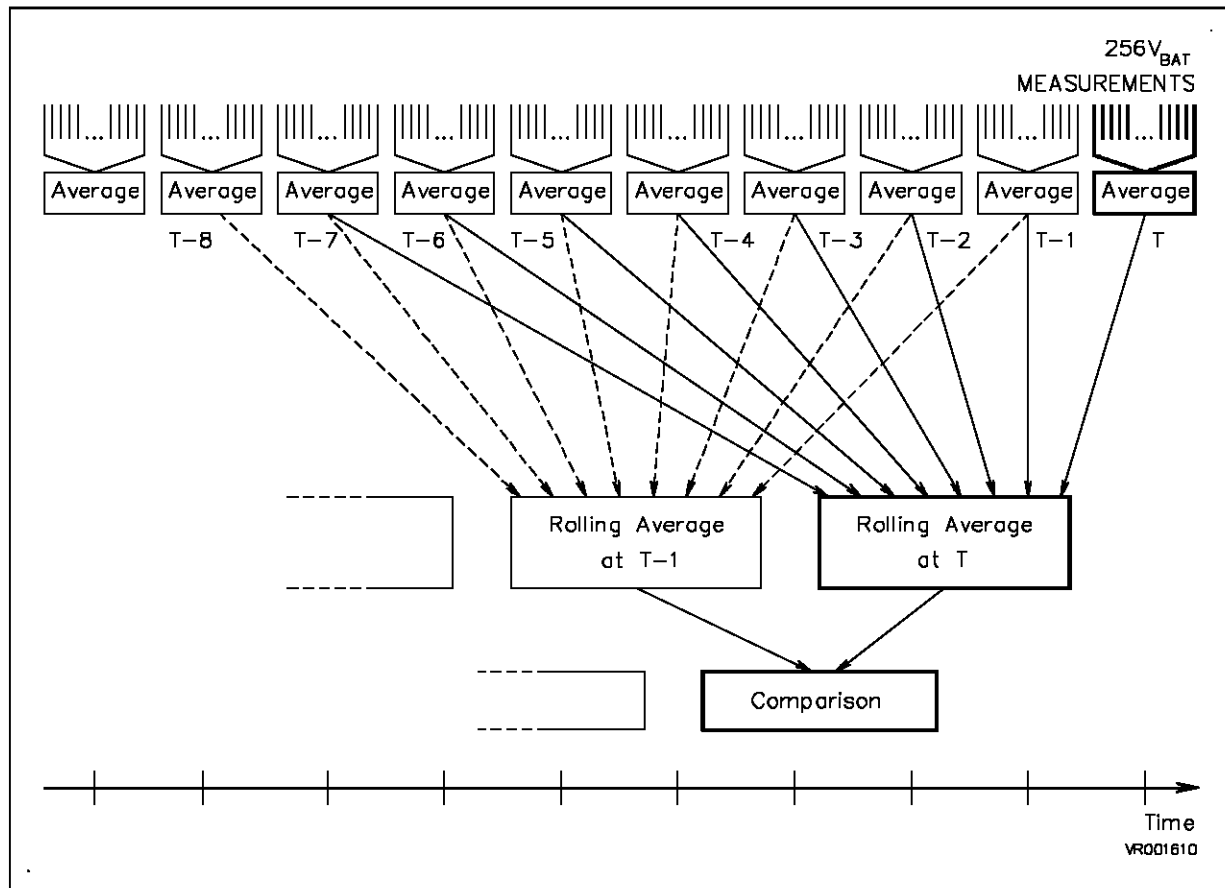 256V_BAT
MEASUREMENTS
... ... ... ... ... ... ... ... ... ...
Average Average Average Average Average Average Average Average Average Average
T-8 T-7 T-6 T-5 T-4 T-3 T-2 T-1 T
Rolling Average Rolling Average
at T-1 at T
Comparison
Time
VR001610